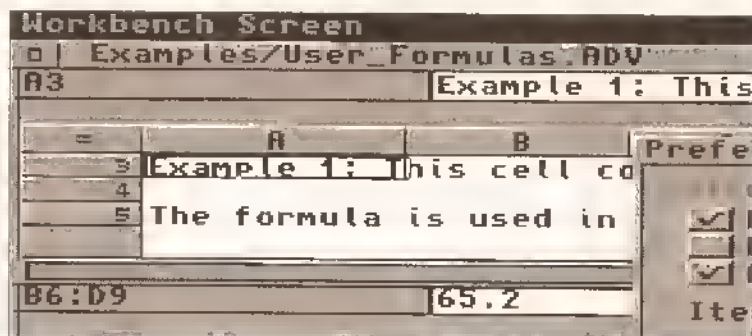 Workbench Screen
Examples/User_Formulas.ADV
A3 Example 1: This
= A B
3 Example 1: This cell co
4
5 The formula is used in
Prefe
B6:D9 65.2
Ite